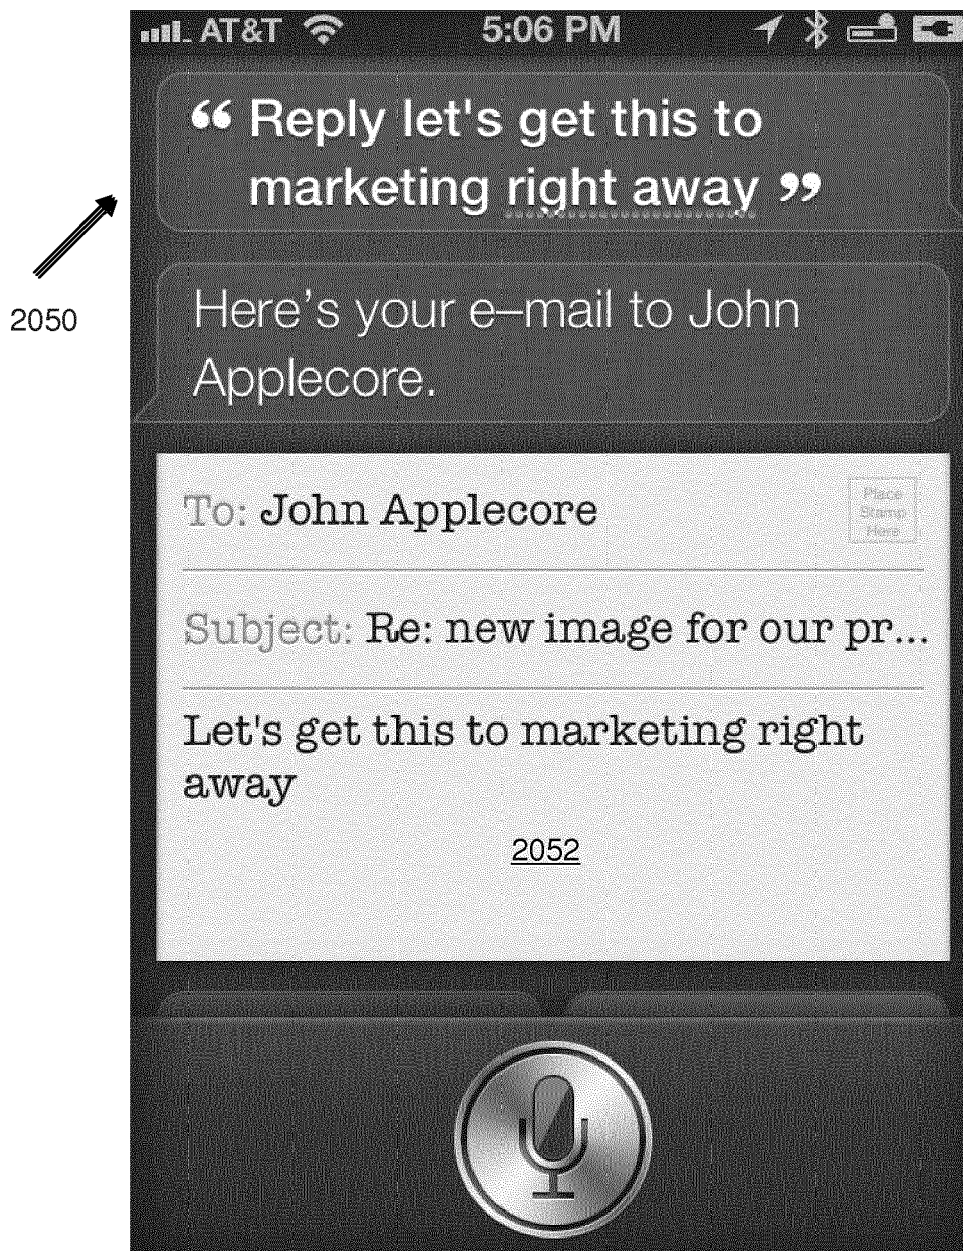 AT&T 5:06 PM
“ Reply let's get this to
marketing right away ”
2050
Here’s your e–mail to John
Applecore.
To: John Applecore
Place
Stamp
Here
Subject: Re: new image for our pr...
Let's get this to marketing right
away
2052